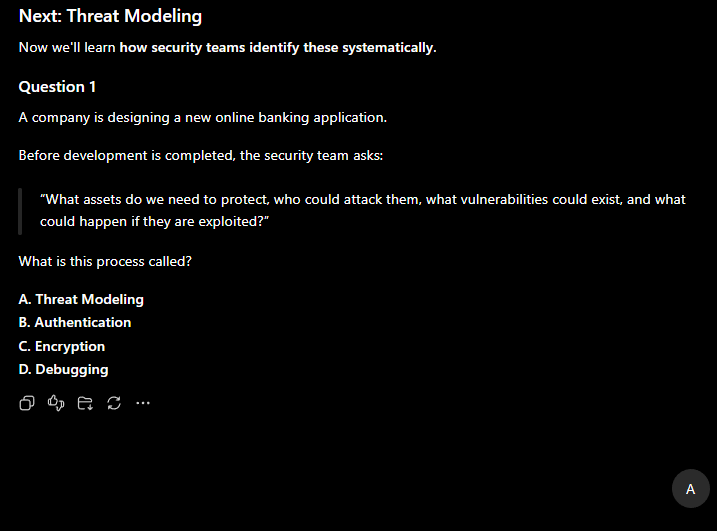 Next: Threat Modeling
Now we'll learn how security teams identify these systematically.
Question 1
A company is designing a new online banking application.
Before development is completed, the security team asks:
“What assets do we need to protect, who could attack them, what vulnerabilities could exist, and what
could happen if they are exploited?”
What is this process called?
A. Threat Modeling
B. Authentication
C. Encryption
D. Debugging
A